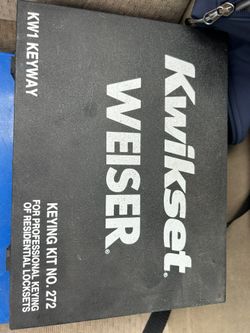 Kwikset®
WEISER®
KEYING KIT NO. 272
FOR PROFESSIONAL KEYING
OF RESIDENTIAL LOCKSETS
KW1 KEYWAY